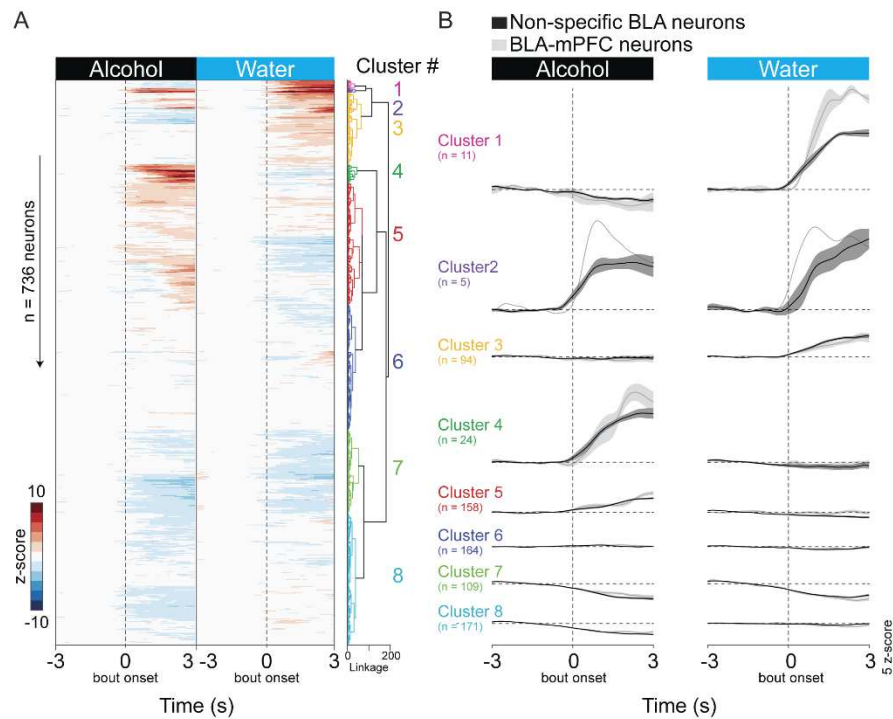 A
Alcohol
Water
Cluster #
1
2
3
4
5
6
7
8
n = 736 neurons
10
z-score
-10
-3
0
3
-3
0
3
bout onset
bout onset
0
200
Linkage
Time (s)
B
Non-specific BLA neurons
BLA-mPFC neurons
Alcohol
Water
Cluster 1
(n = 11)
Cluster2
(n = 5)
Cluster 3
(n = 94)
Cluster 4
(n = 24)
Cluster 5
(n = 158)
Cluster 6
(n = 164)
Cluster 7
(n = 109)
Cluster 8
(n = 171)
-3
0
3
-3
0
3
bout onset
bout onset
5 z-score
Time (s)
Time (s)